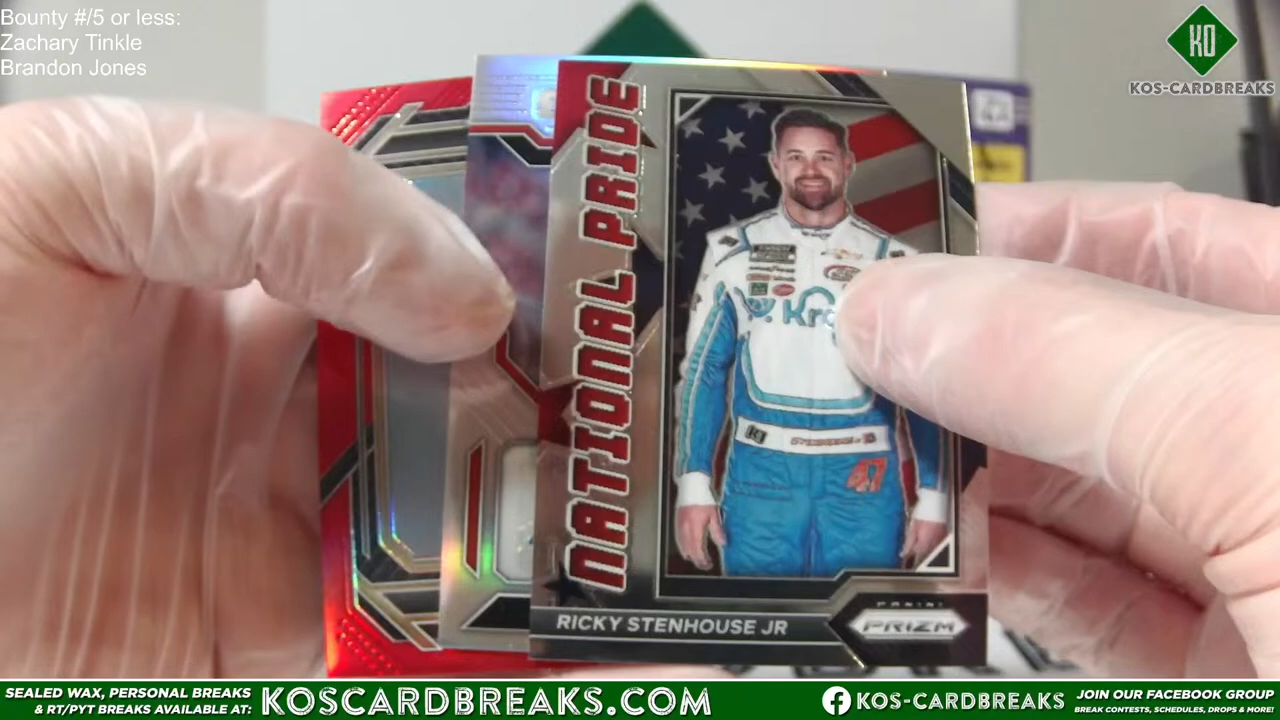 Bounty #/5 or less:
Zachary Tinkle
Brandon Jones
KO
KOS-CARDBREAKS
NATIONAL PRIDE
47
RICKY STENHOUSE JR
PANINI
PRIZM
SEALED WAX, PERSONAL BREAKS
& RT/PYT BREAKS AVAILABLE AT:
KOSCARDBREAKS.COM
KOS-CARDBREAKS
JOIN OUR FACEBOOK GROUP
BREAK CONTESTS, SCHEDULES, DROPS & MORE!